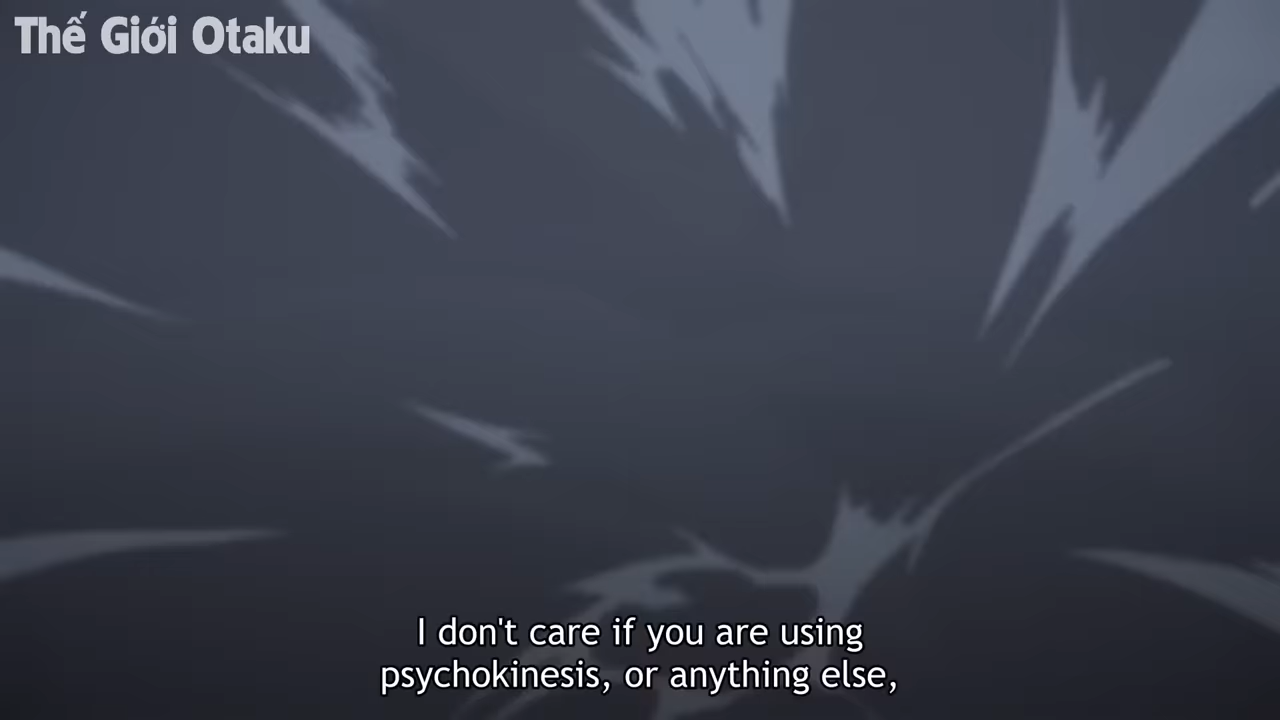 Thế Giới Otaku
I don't care if you are using
psychokinesis, or anything else,